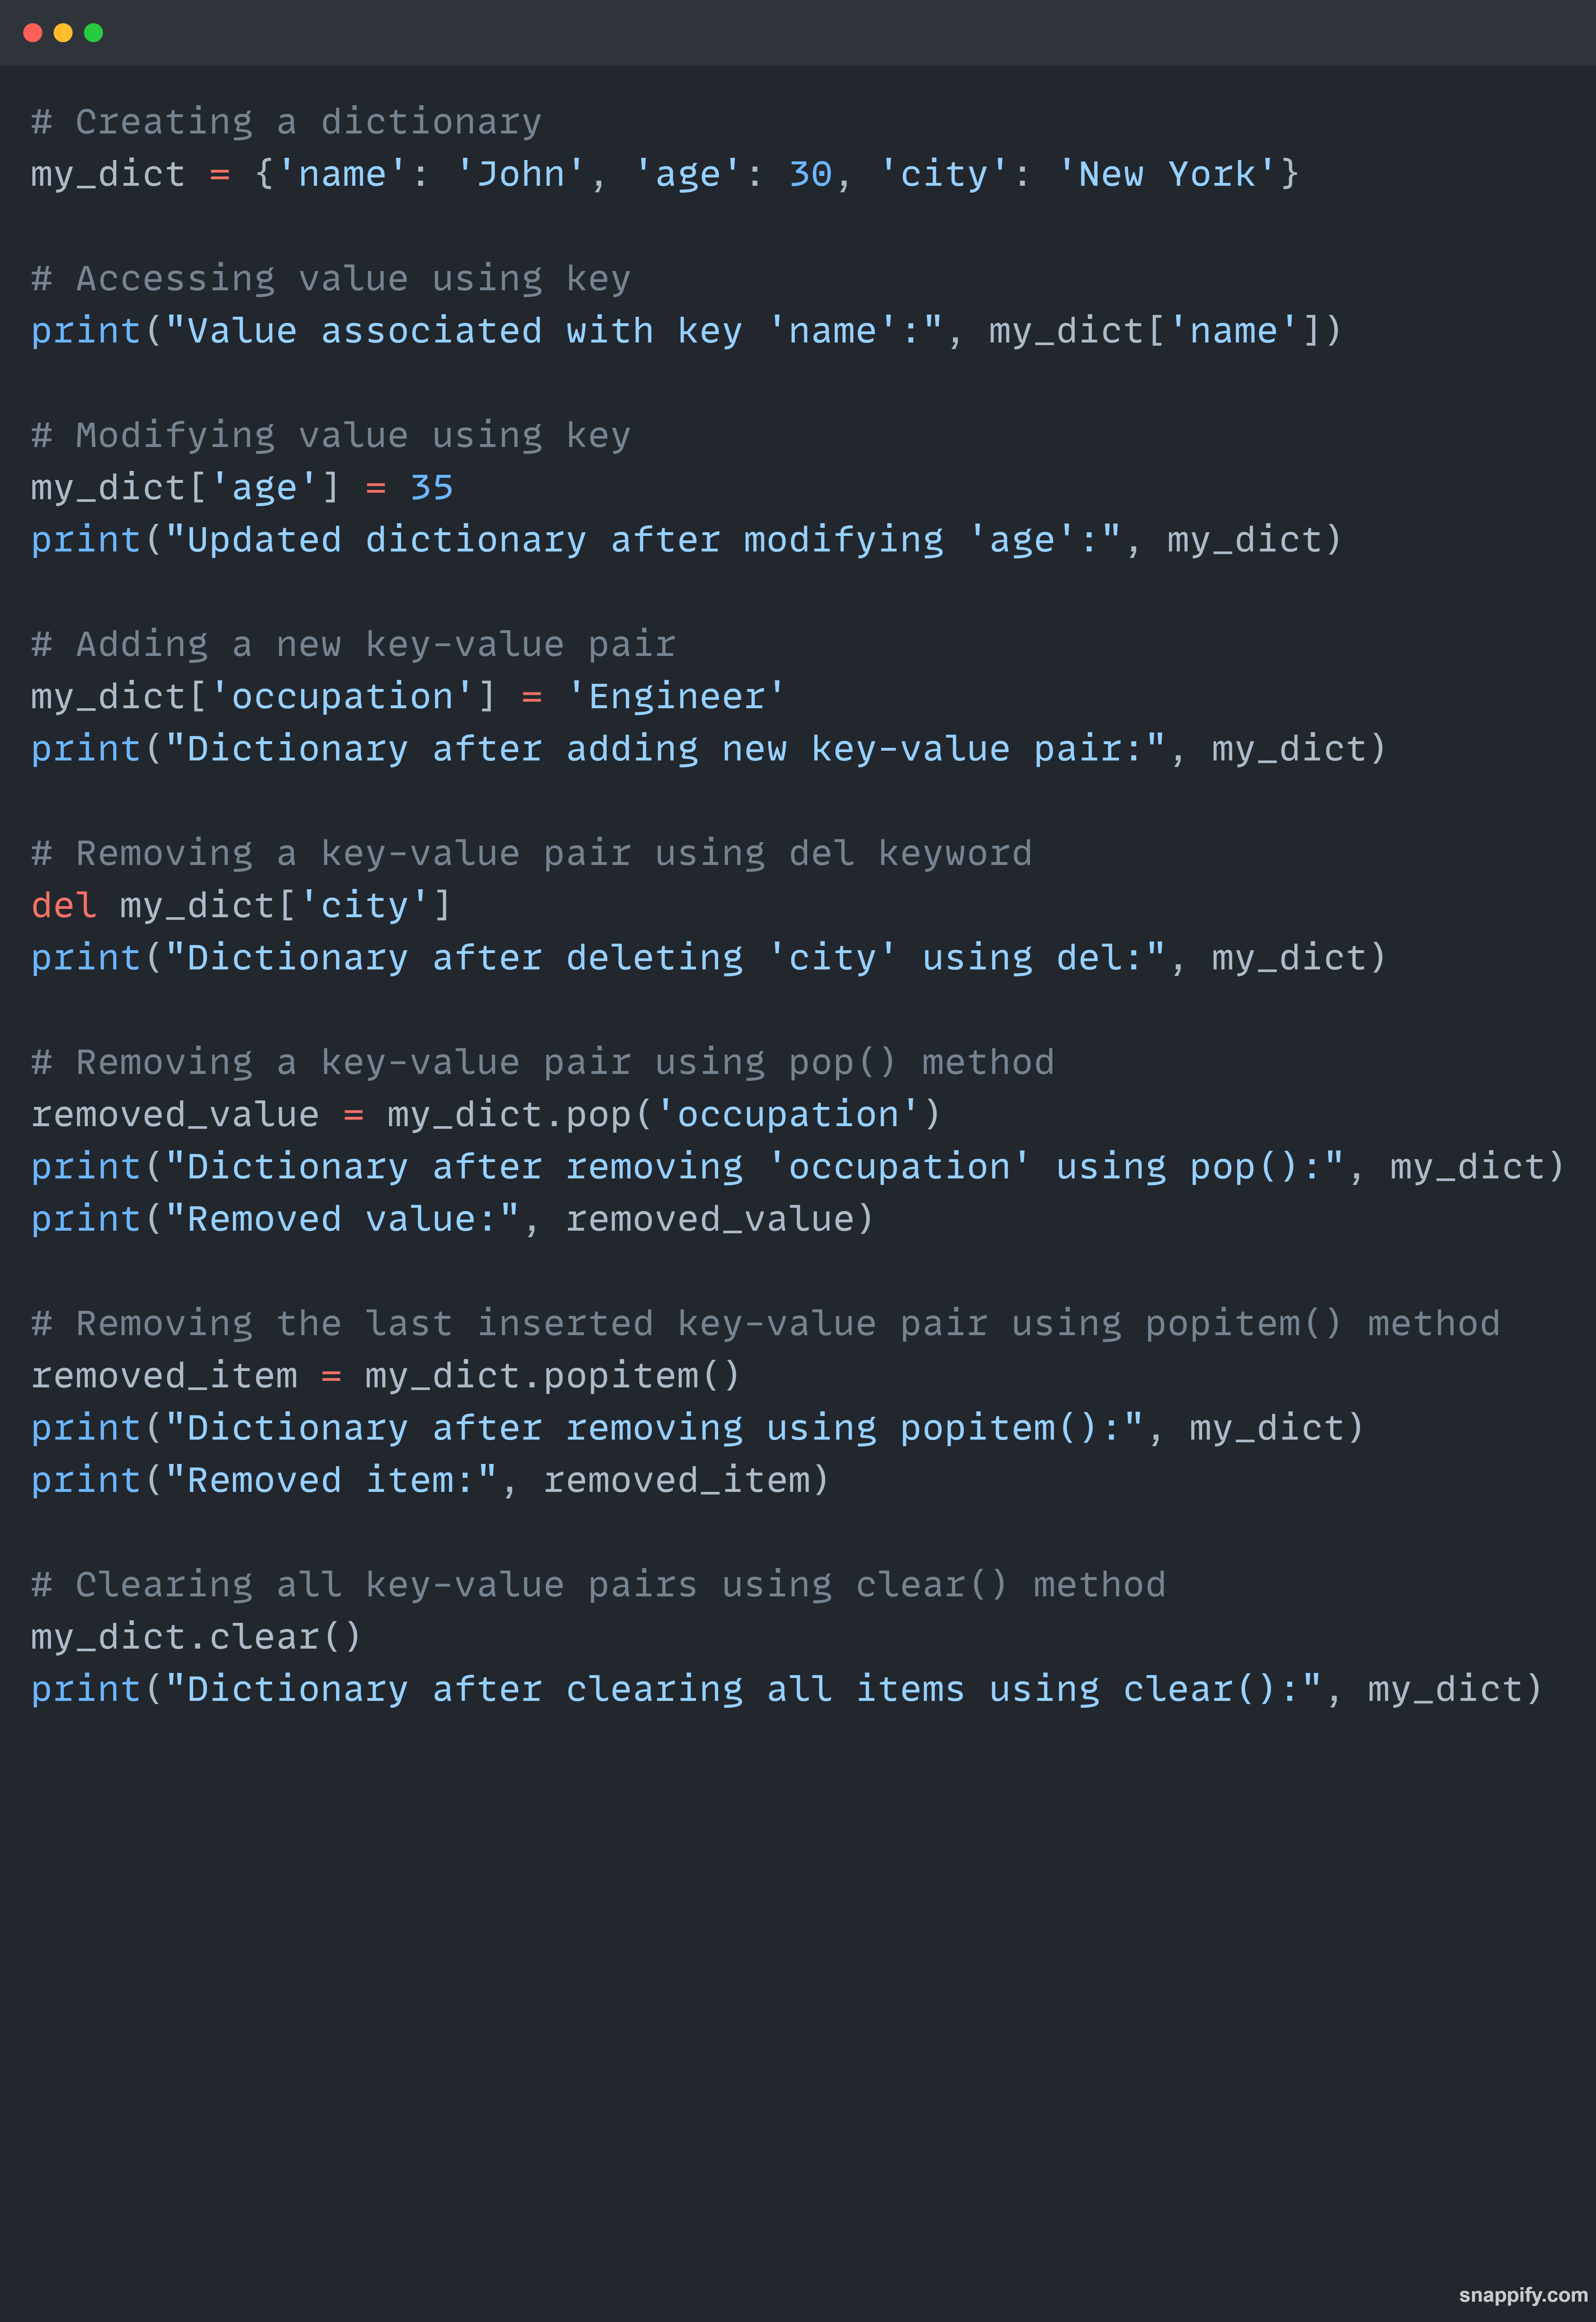 # Creating a dictionary
my_dict = {'name': 'John', 'age': 30, 'city': 'New York'}
# Accessing value using key
print("Value associated with key 'name':", my_dict['name'])
# Modifying value using key
my_dict['age'] = 35
print("Updated dictionary after modifying 'age':", my_dict)
# Adding a new key-value pair
my_dict['occupation'] = 'Engineer'
print("Dictionary after adding new key-value pair:", my_dict)
# Removing a key-value pair using del keyword
del my_dict['city']
print("Dictionary after deleting 'city' using del:", my_dict)
# Removing a key-value pair using pop() method
removed_value = my_dict.pop('occupation')
print("Dictionary after removing 'occupation' using pop():", my_dict)
print("Removed value:", removed_value)
# Removing the last inserted key-value pair using popitem() method
removed_item = my_dict.popitem()
print("Dictionary after removing using popitem():", my_dict)
print("Removed item:", removed_item)
# Clearing all key-value pairs using clear() method
my_dict.clear()
print("Dictionary after clearing all items using clear():", my_dict)
snappify.com